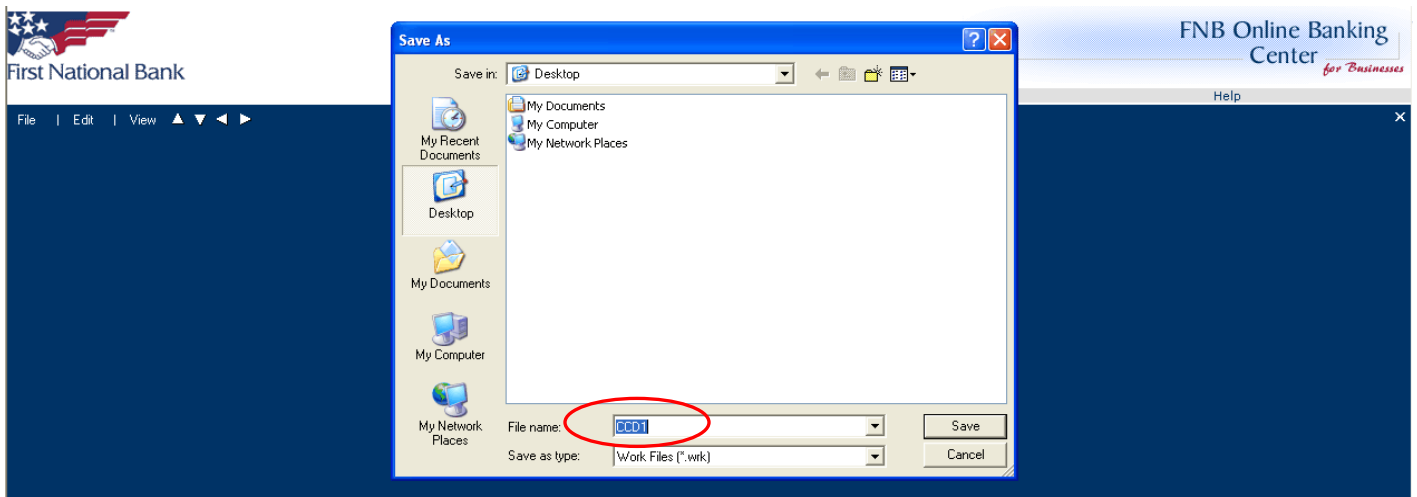 First National Bank
FNB Online Banking
Center
for Businesses
Help
File | Edit | View
Save As
Save in:
Desktop
My Recent
Documents
Desktop
My Documents
My Computer
My Network
Places
My Documents
My Computer
My Network Places
File name:
CCD1
Save
Save as type:
Work Files (*.wrk)
Cancel